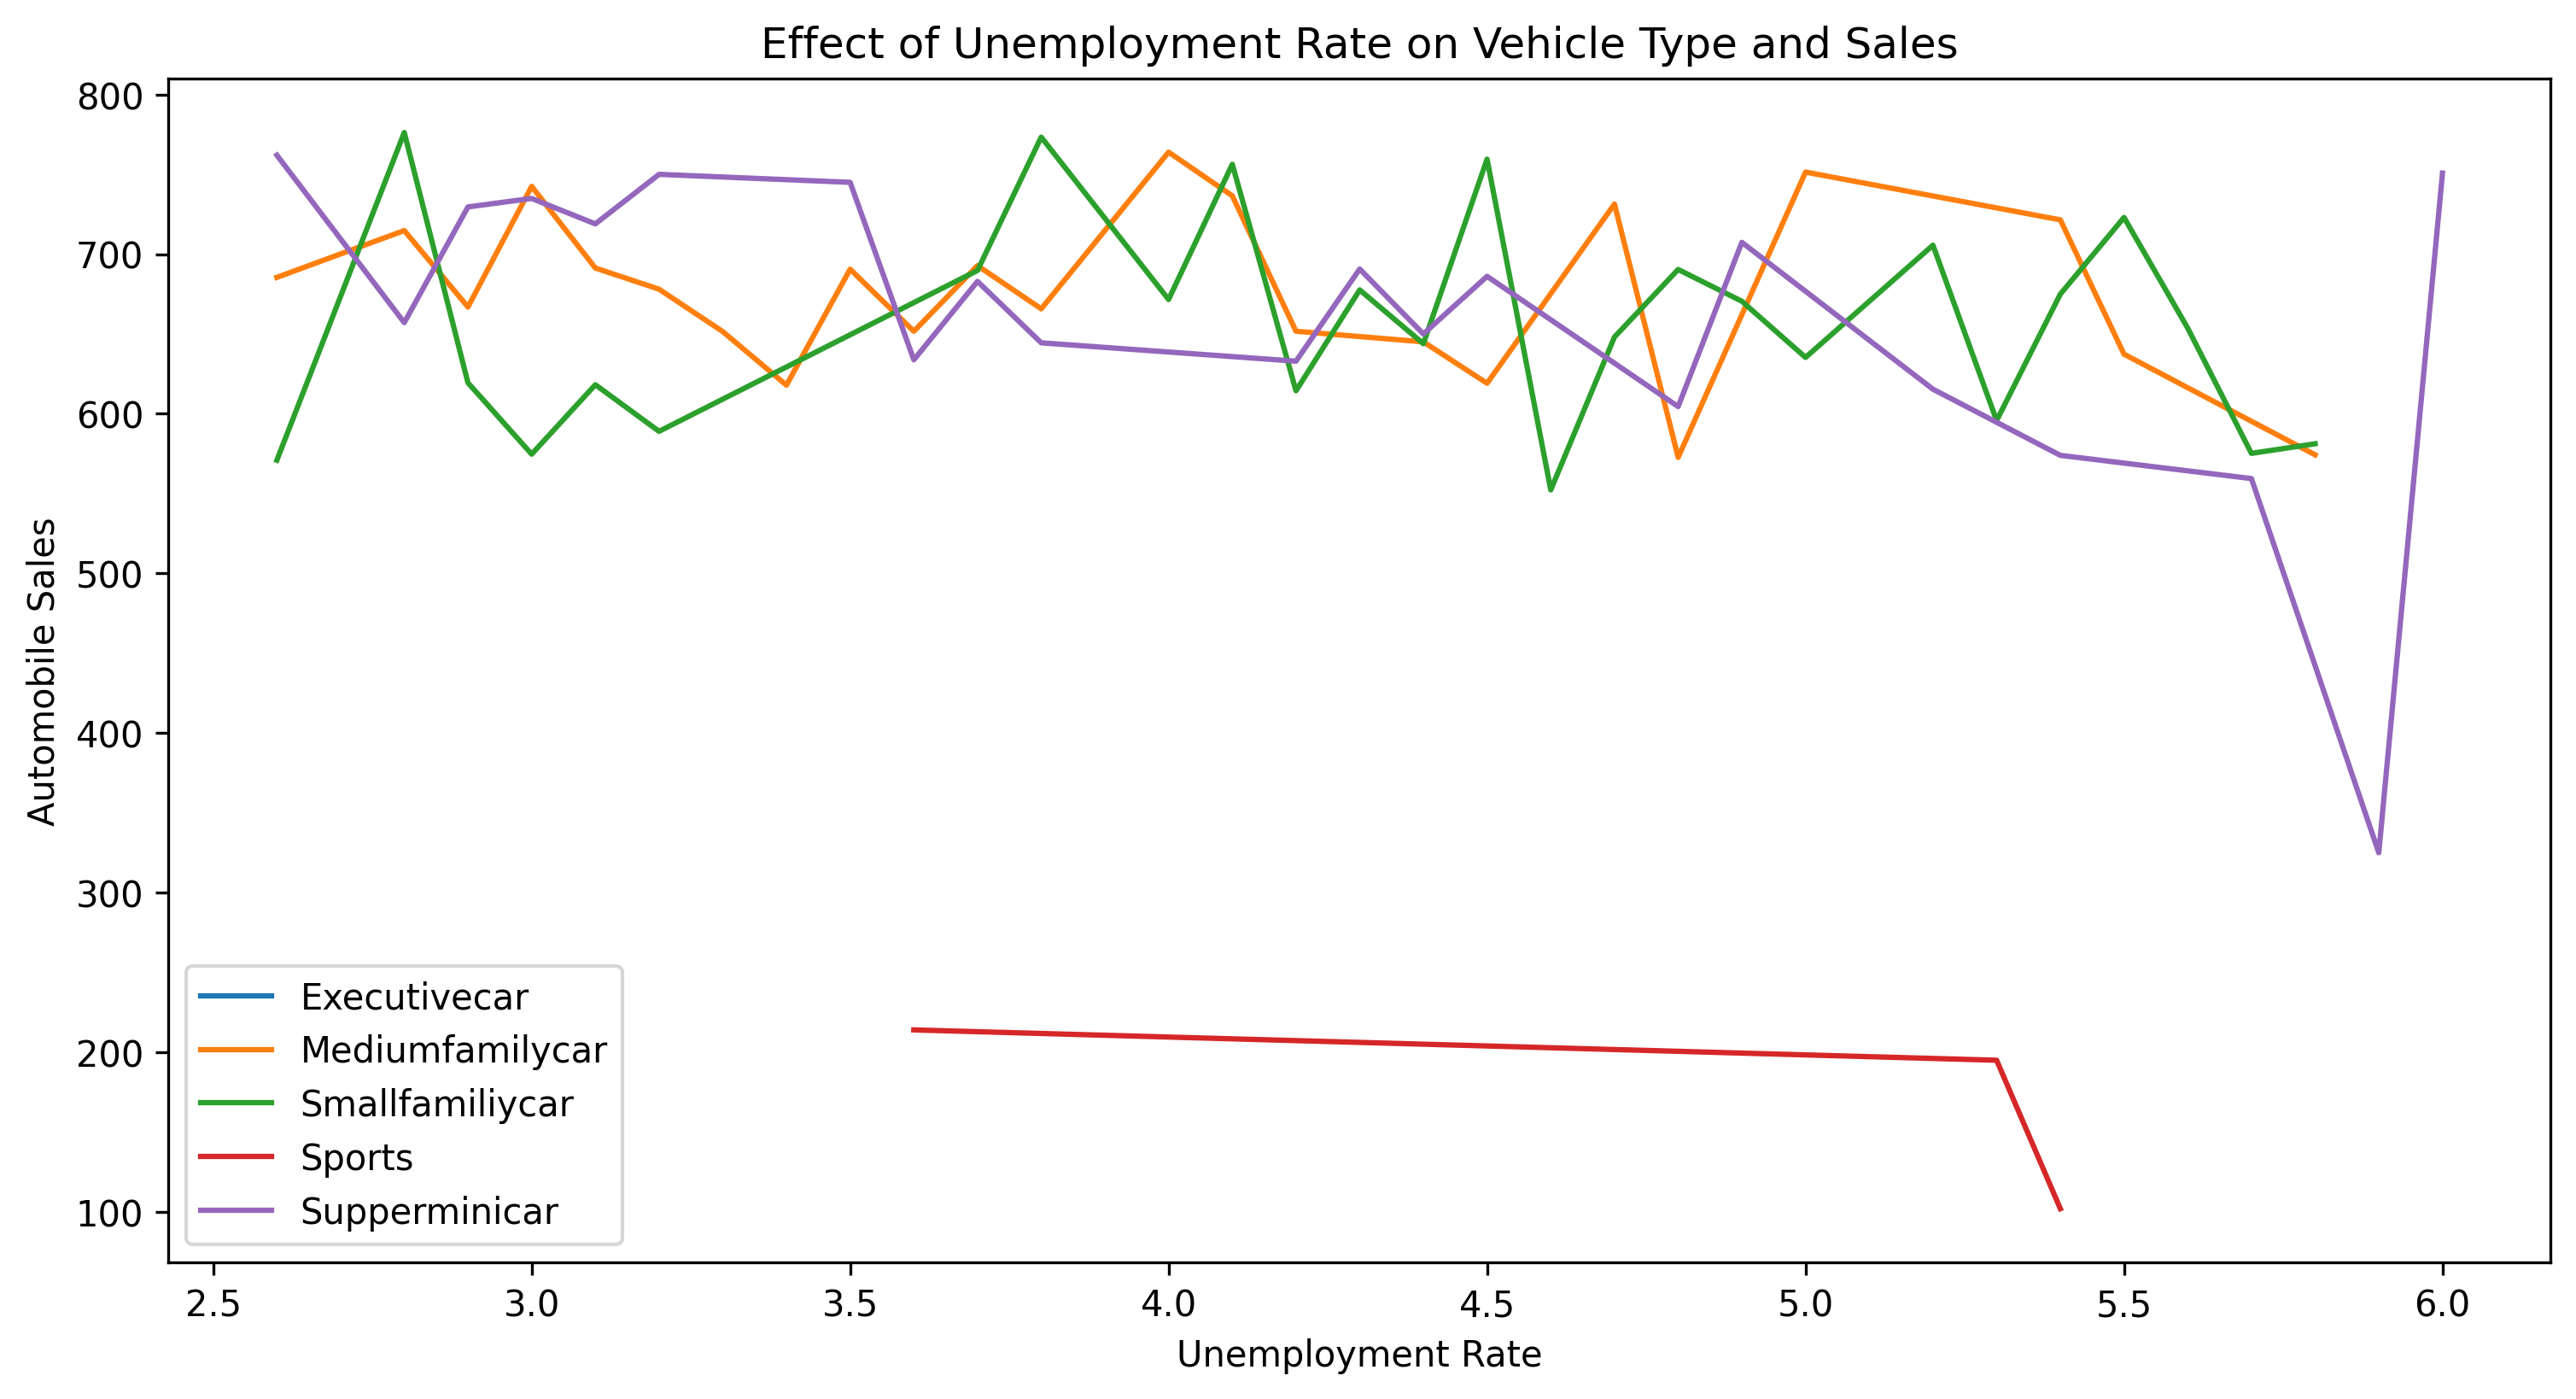 Effect of Unemployment Rate on Vehicle Type and Sales
800
700
600
500
400
300
200
100
Automobile Sales
Executivecar
Mediumfamilycar
Smallfamiliycar
Sports
Supperminicar
2.5 3.0 3.5 4.0 4.5 5.0 5.5 6.0
Unemployment Rate